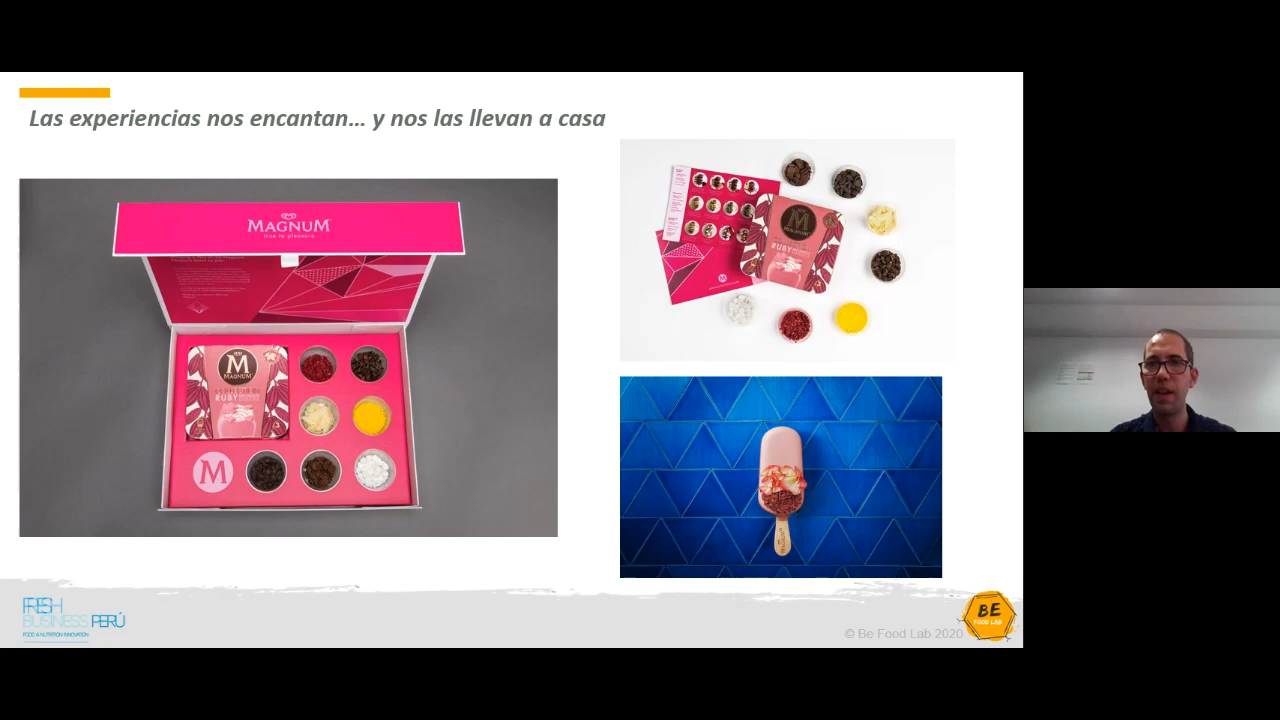 Las experiencias nos encantan... y nos las llevan a casa
MAGNUM
true to pleasure
M
MAGNUM
RUBY
M
M
RUBY
FRESH
BUSINESS PERÚ
FOOD & NUTRITION INNOVATION
© Be Food Lab 2020
BE
FOOD LAB